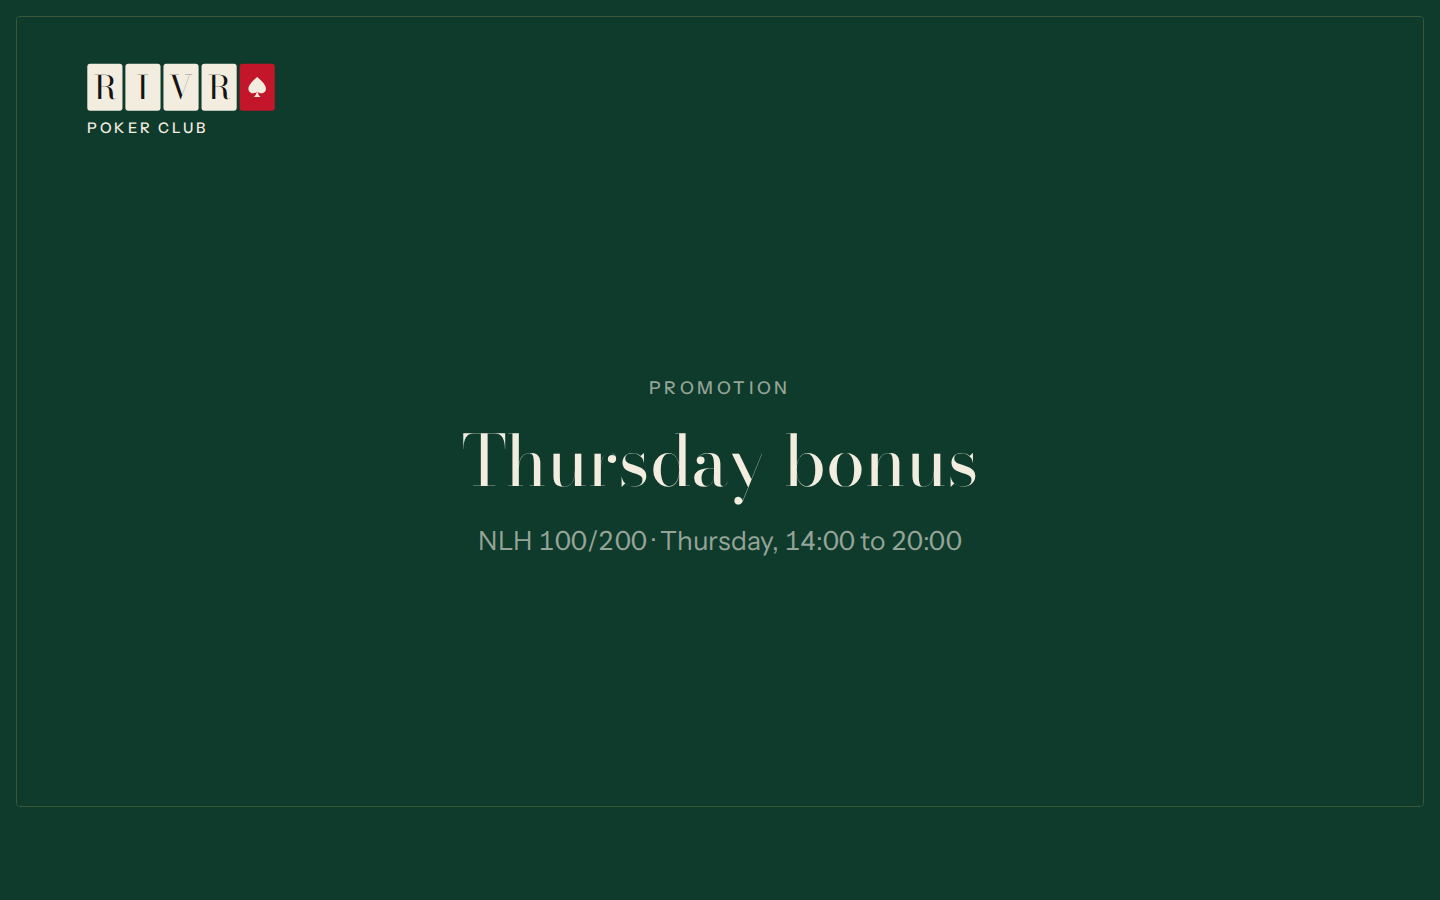 RIVR♠
POKER CLUB
PROMOTION
Thursday bonus
NLH 100/200 · Thursday, 14:00 to 20:00